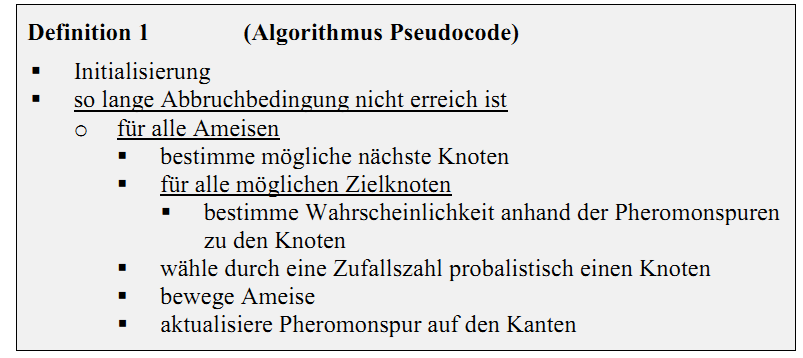 Definition 1 (Algorithmus Pseudocode)
▪ Initialisierung
▪ so lange Abbruchbedingung nicht erreich ist
o für alle Ameisen
▪ bestimme mögliche nächste Knoten
▪ für alle möglichen Zielknoten
▪ bestimme Wahrscheinlichkeit anhand der Pheromonspuren
zu den Knoten
▪ wähle durch eine Zufallszahl probalistisch einen Knoten
▪ bewege Ameise
▪ aktualisiere Pheromonspur auf den Kanten